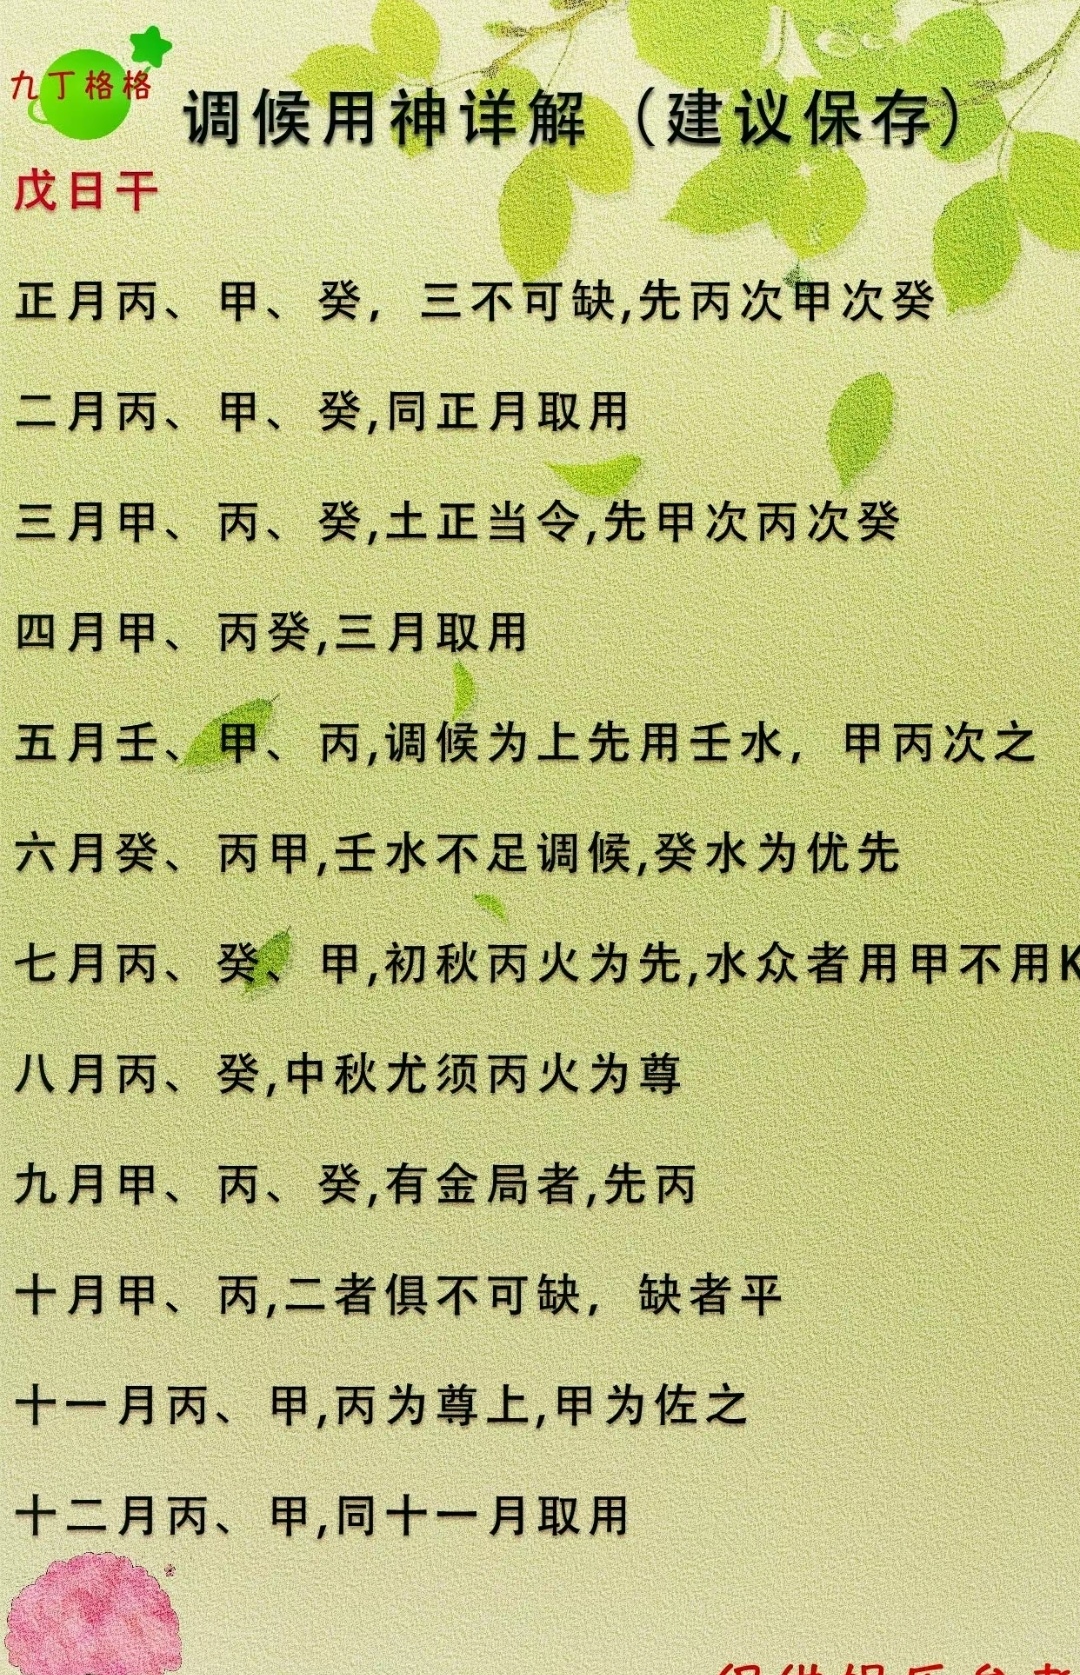 九丁格格
调候用神详解（建议保存）
戊日干
正月丙、甲、癸，三不可缺,先丙次甲次癸
二月丙、甲、癸,同正月取用
三月甲、丙、癸,土正当令,先甲次丙次癸
四月甲、丙癸,三月取用
五月壬、甲、丙,调候为上先用壬水，甲丙次之
六月癸、丙甲,壬水不足调候,癸水为优先
七月丙、癸、甲,初秋丙火为先,水众者用甲不用K
八月丙、癸,中秋尤须丙火为尊
九月甲、丙、癸,有金局者,先丙
十月甲、丙,二者俱不可缺，缺者平
十一月丙、甲,丙为尊上,甲为佐之
十二月丙、甲,同十一月取用